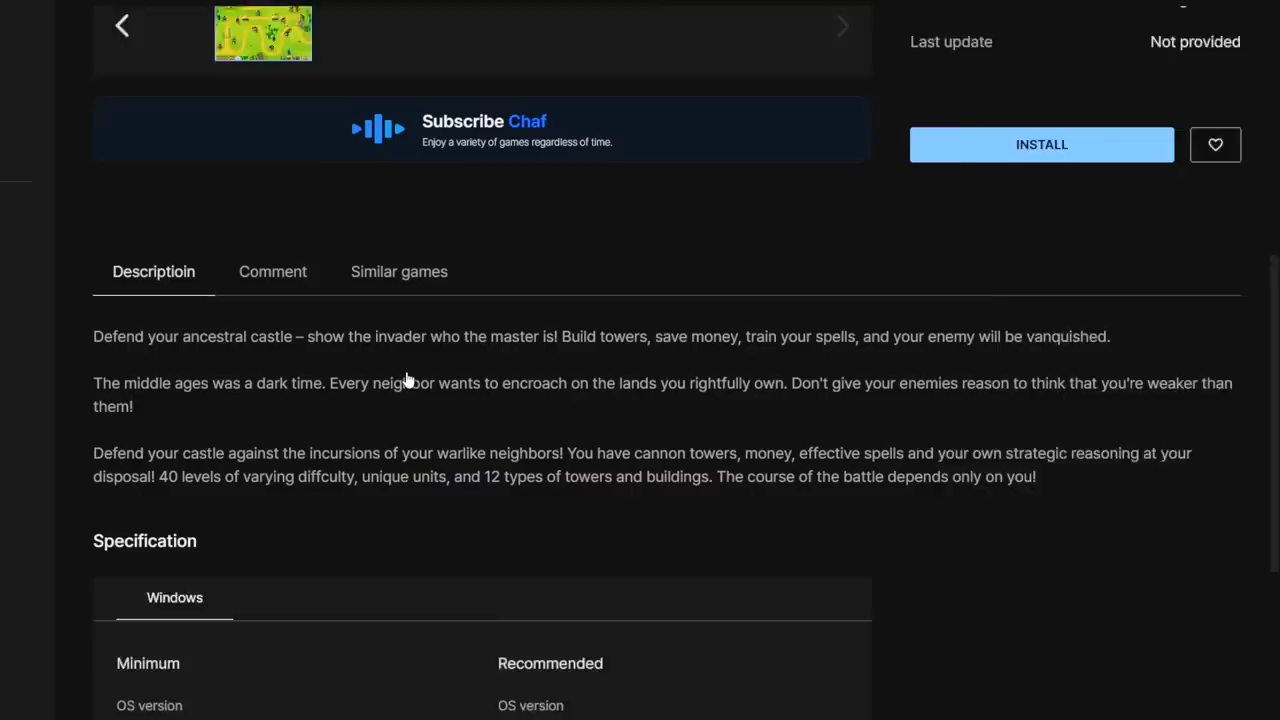 Last update
Not provided
Subscribe Chaf
Enjoy a variety of games regardless of time.
INSTALL
Descriptioin
Comment
Similar games
Defend your ancestral castle – show the invader who the master is! Build towers, save money, train your spells, and your enemy will be vanquished.
The middle ages was a dark time. Every neighbor wants to encroach on the lands you rightfully own. Don't give your enemies reason to think that you're weaker than
them!
Defend your castle against the incursions of your warlike neighbors! You have cannon towers, money, effective spells and your own strategic reasoning at your
disposal! 40 levels of varying diffculty, unique units, and 12 types of towers and buildings. The course of the battle depends only on you!
Specification
Windows
Minimum
Recommended
OS version
OS version